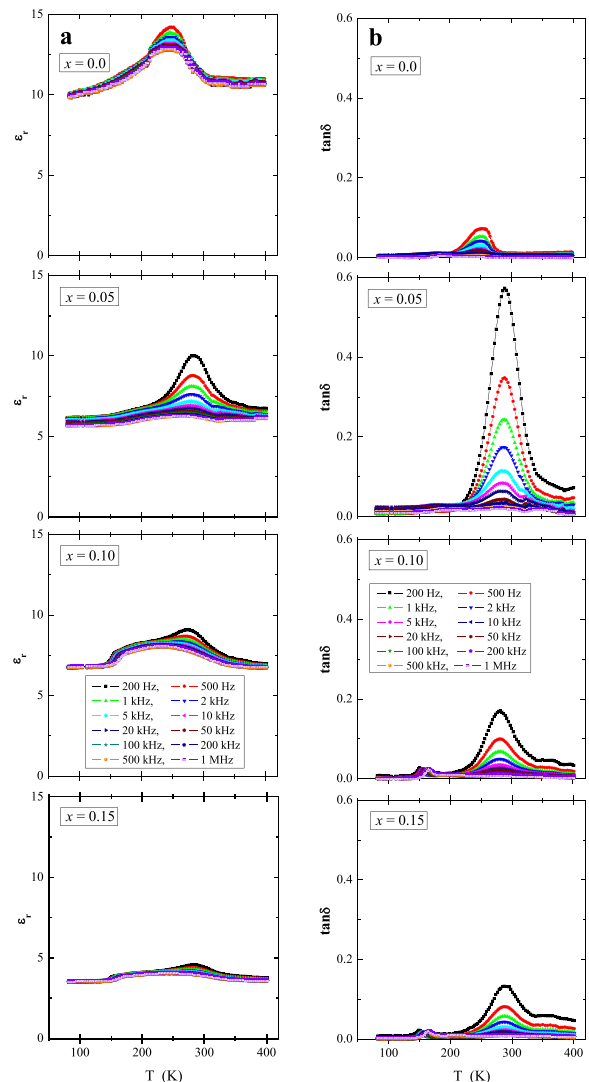 a
x = 0.0
15
10
5
0
εr
b
x = 0.0
0.6
0.4
0.2
0.0
tanδ
x = 0.05
15
10
5
0
εr
x = 0.05
0.6
0.4
0.2
0.0
tanδ
x = 0.10
15
10
5
0
εr
200 Hz, 500 Hz
1 kHz, 2 kHz
5 kHz, 10 kHz
20 kHz, 50 kHz
100 kHz, 200 kHz
500 kHz, 1 MHz
x = 0.10
0.6
0.4
0.2
0.0
tanδ
200 Hz, 500 Hz
1 kHz, 2 kHz
5 kHz, 10 kHz
20 kHz, 50 kHz
100 kHz, 200 kHz
500 kHz, 1 MHz
x = 0.15
15
10
5
0
εr
100 200 300 400
T (K)
x = 0.15
0.6
0.4
0.2
0.0
tanδ
100 200 300 400
T (K)